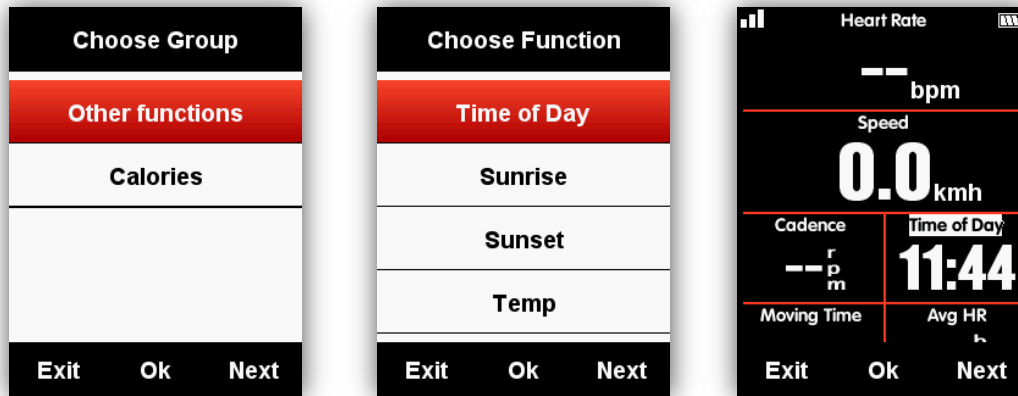 Choose Group
Other functions
Calories
Exit Ok Next
Choose Function
Time of Day
Sunrise
Sunset
Temp
Exit Ok Next
Heart Rate
-- bpm
Speed
0.0 kmh
Cadence Time of Day
-- rpm 11:44
Moving Time Avg HR
Exit Ok Next